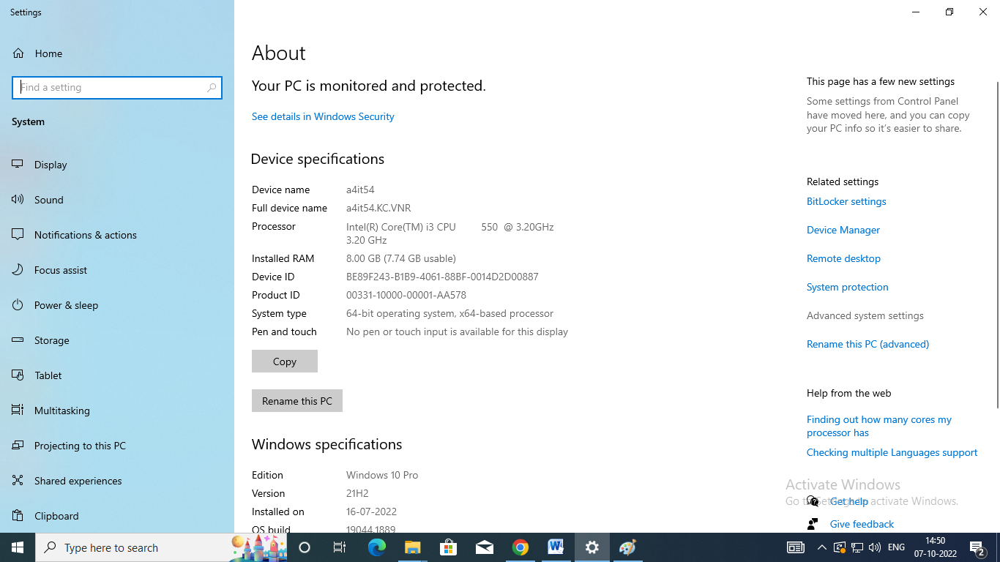 Settings
Home
Find a setting
System
Display
Sound
Notifications & actions
Focus assist
Power & sleep
Storage
Tablet
Multitasking
Projecting to this PC
Shared experiences
Clipboard
About
Your PC is monitored and protected.
See details in Windows Security
Device specifications
Device name a4it54
Full device name a4it54.KC.VNR
Processor Intel(R) Core(TM) i3 CPU 550 @ 3.20GHz
3.20 GHz
Installed RAM 8.00 GB (7.74 GB usable)
Device ID BE89F243-B1B9-4061-88BF-0014D2D00887
Product ID 00331-10000-00001-AA578
System type 64-bit operating system, x64-based processor
Pen and touch No pen or touch input is available for this display
Copy
Rename this PC
Windows specifications
Edition Windows 10 Pro
Version 21H2
Installed on 16-07-2022
OS build 19044.1889
This page has a few new settings
Some settings from Control Panel
have moved here, and you can copy
your PC info so it's easier to share.
Related settings
BitLocker settings
Device Manager
Remote desktop
System protection
Advanced system settings
Rename this PC (advanced)
Help from the web
Finding out how many cores my
processor has
Checking multiple Languages support
Activate Windows
Go to Settings to activate Windows.
Get help
Give feedback
Type here to search
W
ENG
14:50
07-10-2022
2